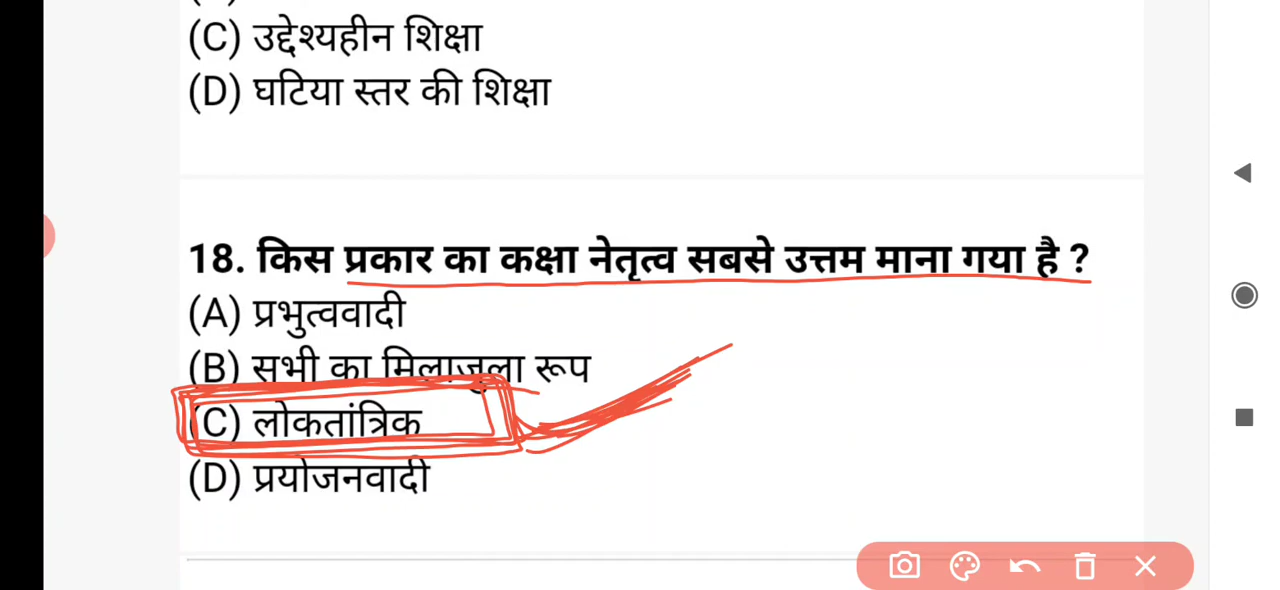 (C) उद्देश्यहीन शिक्षा
(D) घटिया स्तर की शिक्षा
18. किस प्रकार का कक्षा नेतृत्व सबसे उत्तम माना गया है ?
(A) प्रभुत्ववादी
(B) सभी का मिलाजुला रूप
(C) लोकतांत्रिक
(D) प्रयोजनवादी